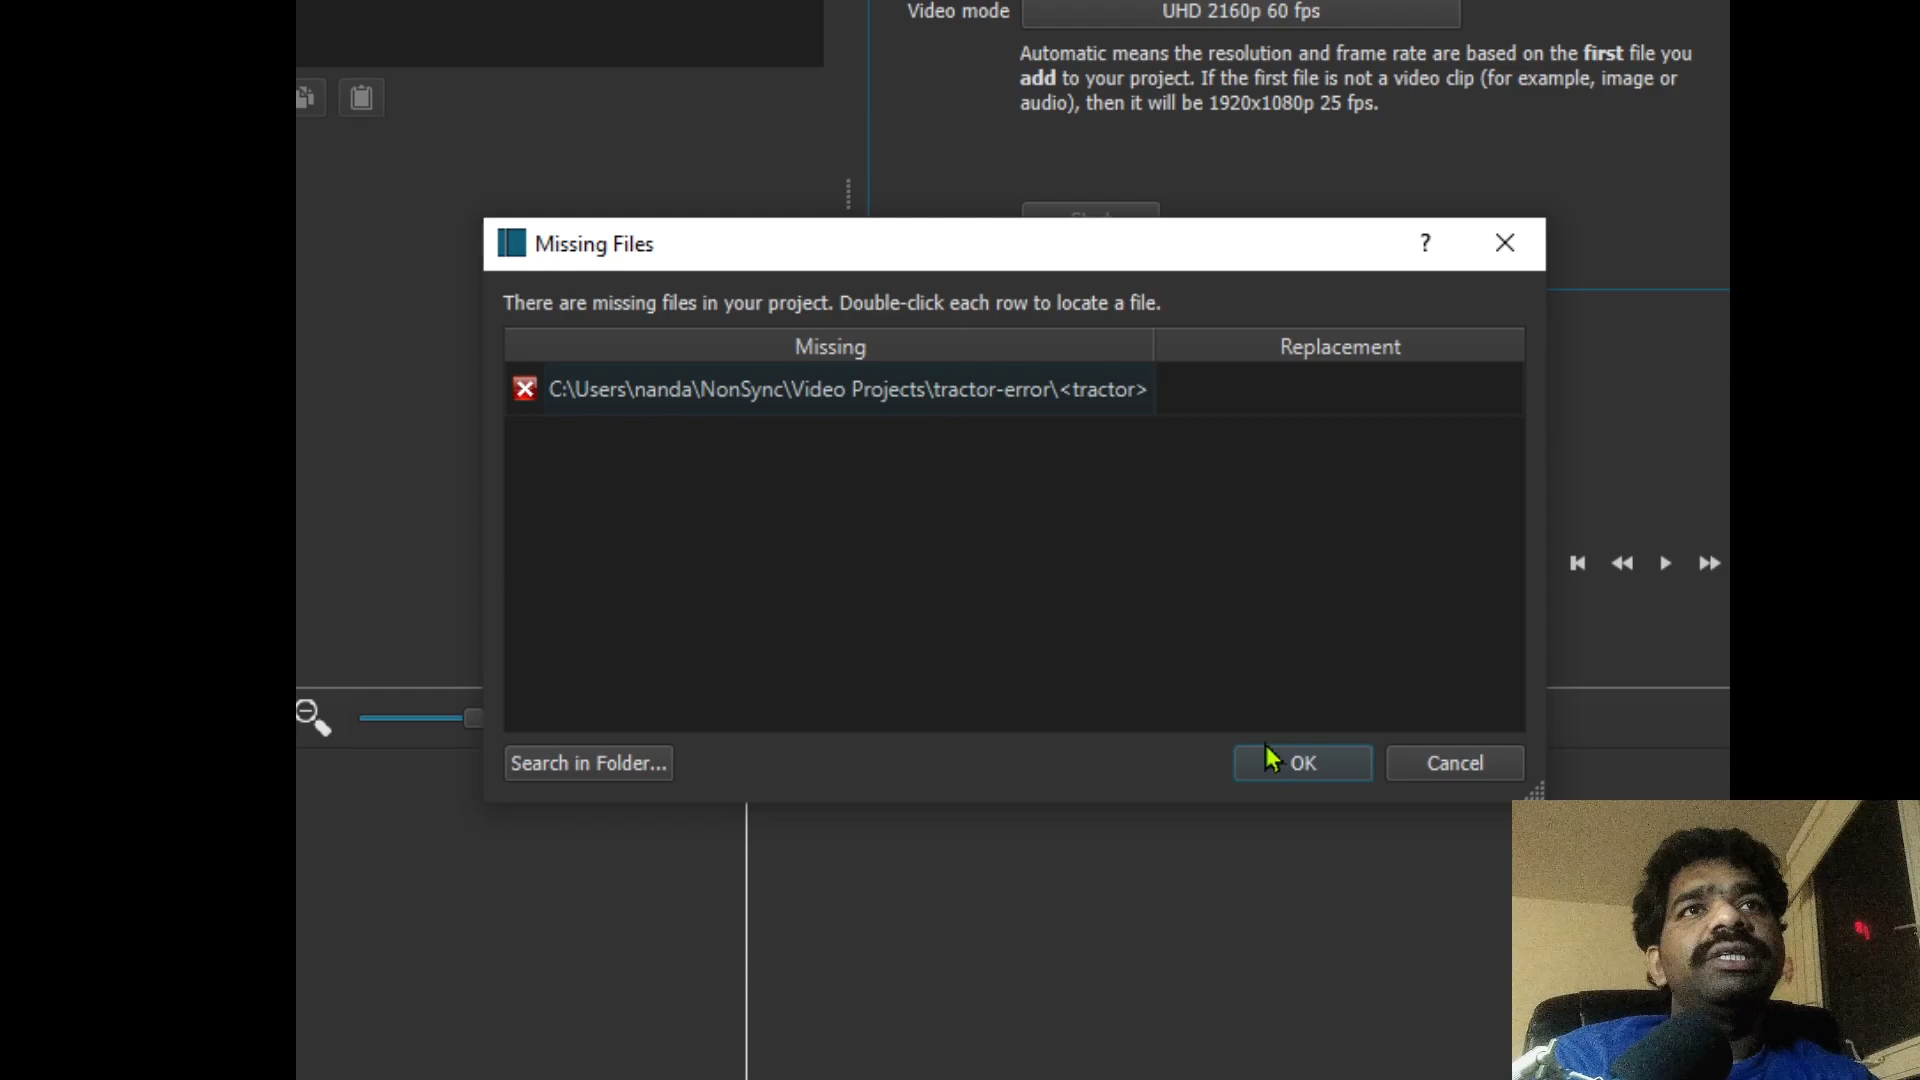 Video mode
UHD 2160p 60 fps
Automatic means the resolution and frame rate are based on the first file you
add to your project. If the first file is not a video clip (for example, image or
audio), then it will be 1920x1080p 25 fps.
Missing Files
?
There are missing files in your project. Double-click each row to locate a file.
Missing
Replacement
C:\Users\nanda\NonSync\Video Projects\tractor-error\<tractor>
Search in Folder...
OK
Cancel